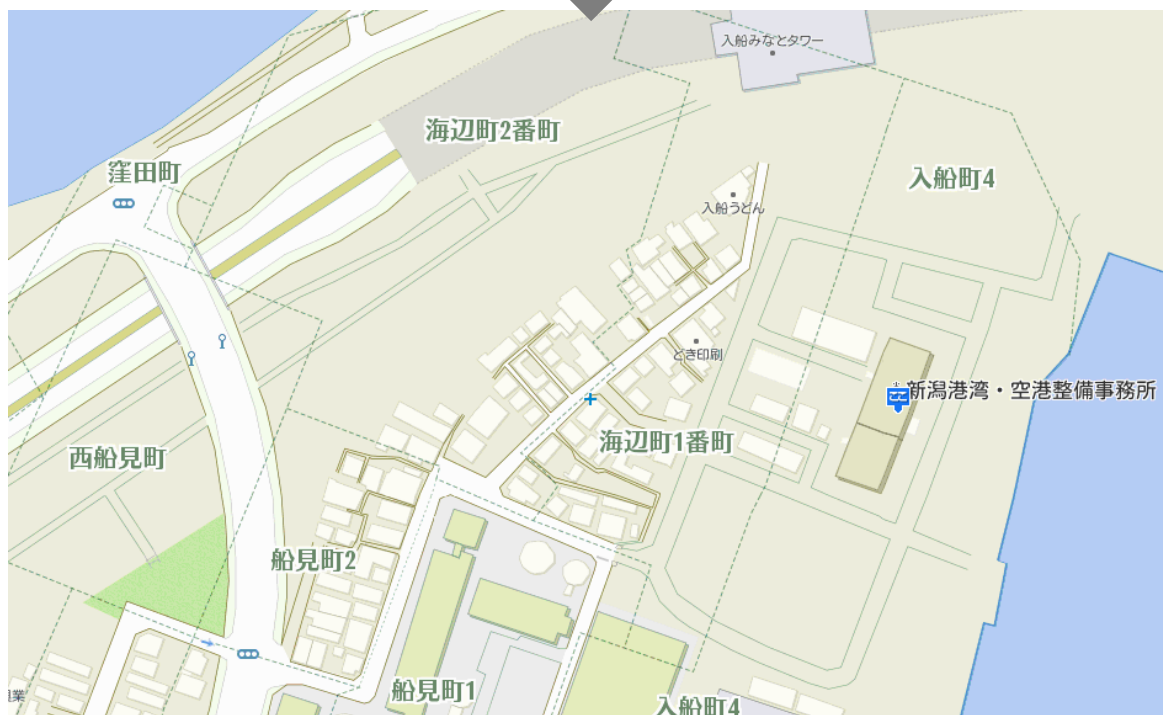 入船みなとタワー
海辺町2番町
窪田町
入船町4
入船うどん
とき印刷
新潟港湾・空港整備事務所
海辺町1番町
西船見町
船見町2
船見町1
入船町4
業